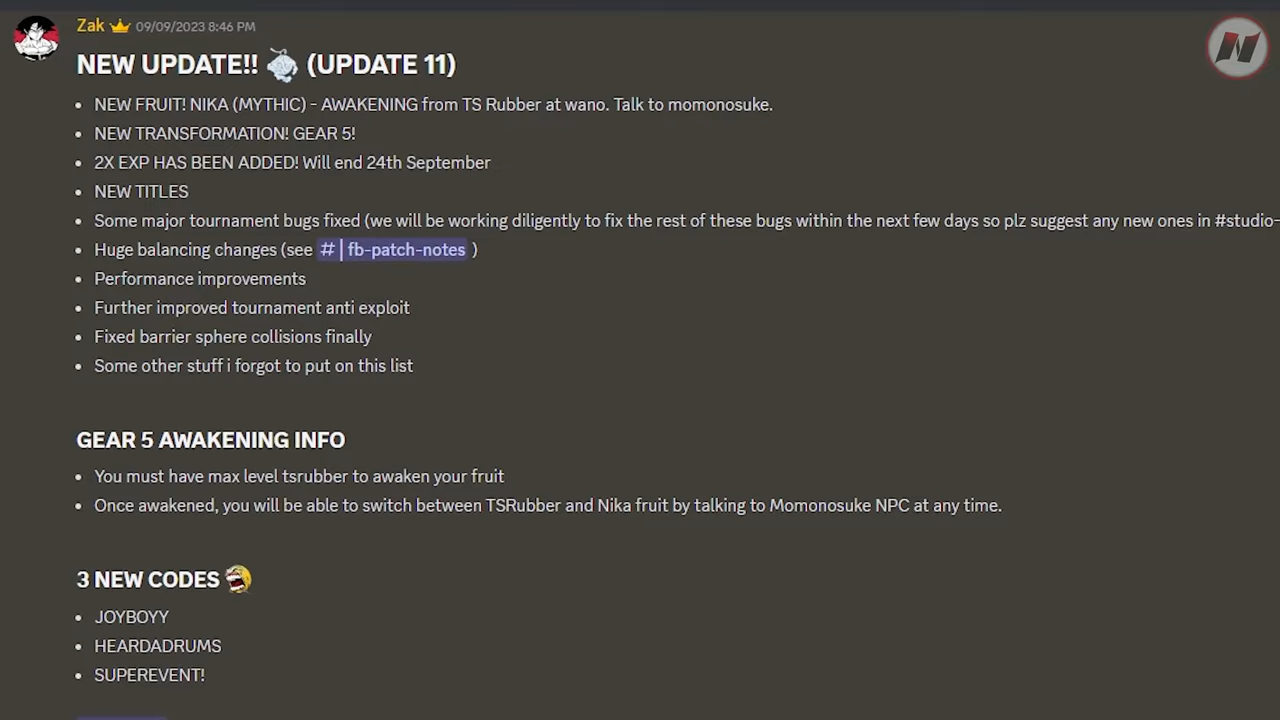 Zak 09/09/2023 8:46 PM
NEW UPDATE!! (UPDATE 11)
• NEW FRUIT! NIKA (MYTHIC) - AWAKENING from TS Rubber at wano. Talk to momonosuke.
• NEW TRANSFORMATION! GEAR 5!
• 2X EXP HAS BEEN ADDED! Will end 24th September
• NEW TITLES
• Some major tournament bugs fixed (we will be working diligently to fix the rest of these bugs within the next few days so plz suggest any new ones in #studio-
• Huge balancing changes (see # | fb-patch-notes )
• Performance improvements
• Further improved tournament anti exploit
• Fixed barrier sphere collisions finally
• Some other stuff i forgot to put on this list
GEAR 5 AWAKENING INFO
• You must have max level tsrubber to awaken your fruit
• Once awakened, you will be able to switch between TSRubber and Nika fruit by talking to Momonosuke NPC at any time.
3 NEW CODES
• JOYBOYY
• HEARDADRUMS
• SUPEREVENT!